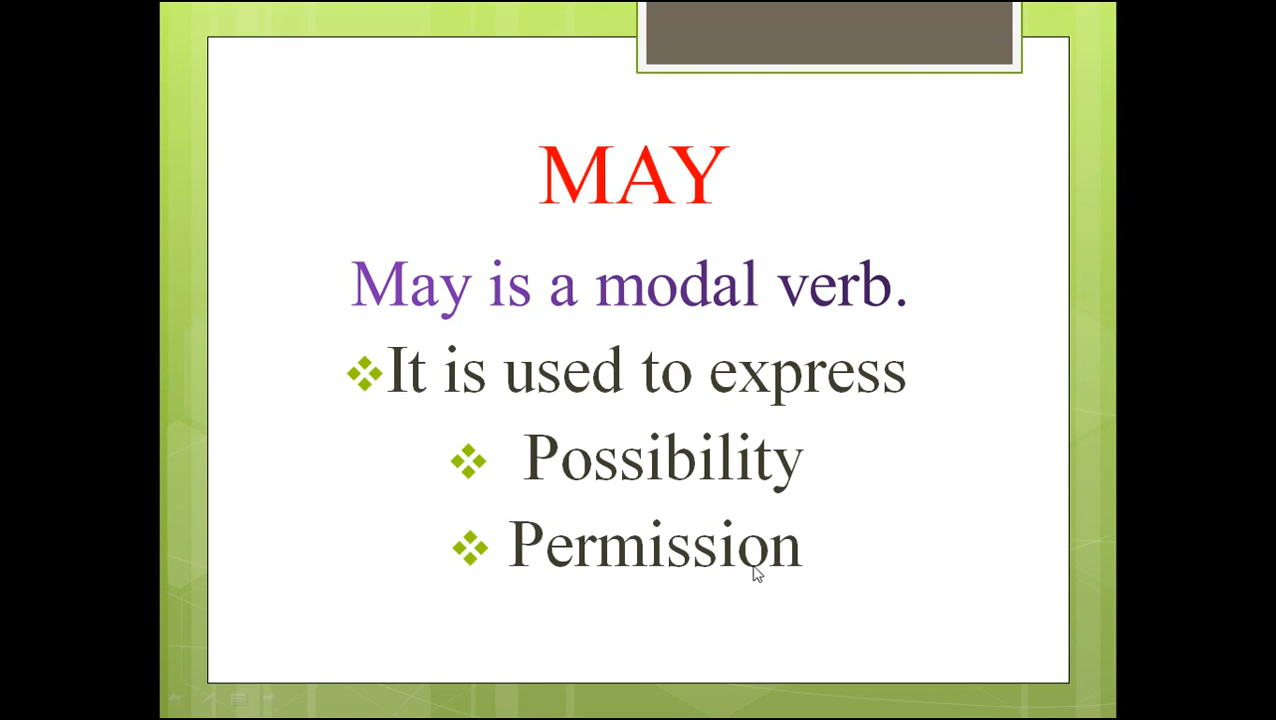 MAY
May is a modal verb.
It is used to express
Possibility
Permission